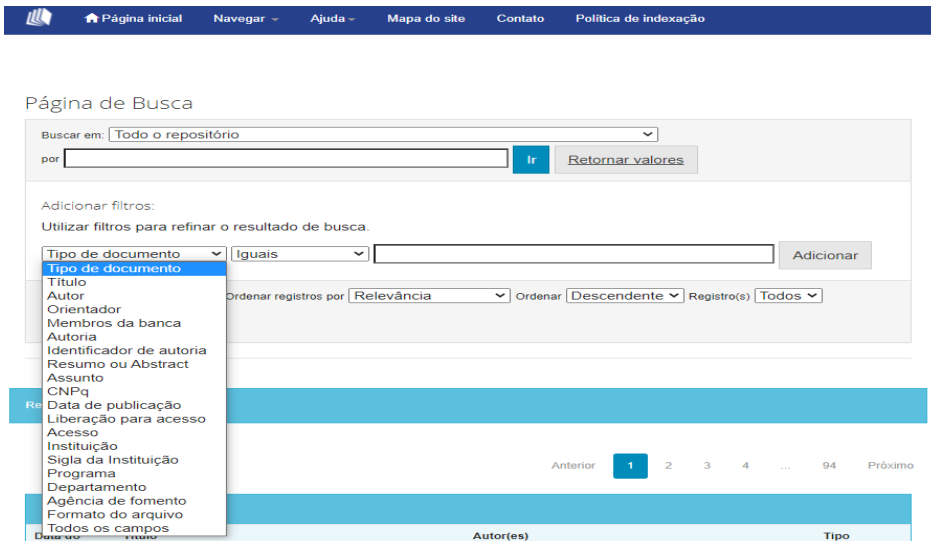 Página inicial Navegar Ajuda Mapa do site Contato Política de indexação
Página de Busca
Buscar em: Todo o repositório
por Ir Retornar valores
Adicionar filtros:
Utilizar filtros para refinar o resultado de busca.
Tipo de documento Iguais Adicionar
Tipo de documento
Título
Autor
Ordenar registros por Relevância Ordenar Descendente Registro(s) Todos
Orientador
Membros da banca
Autoria
Identificador de autoria
Resumo ou Abstract
Assunto
CNPq
Data de publicação
Liberação para acesso
Acesso
Instituição
Sigla da Instituição
Anterior 1 2 3 4 ... 94 Próximo
Programa
Departamento
Agência de fomento
Formato do arquivo
Todos os campos
Data do Título Autor(es) Tipo